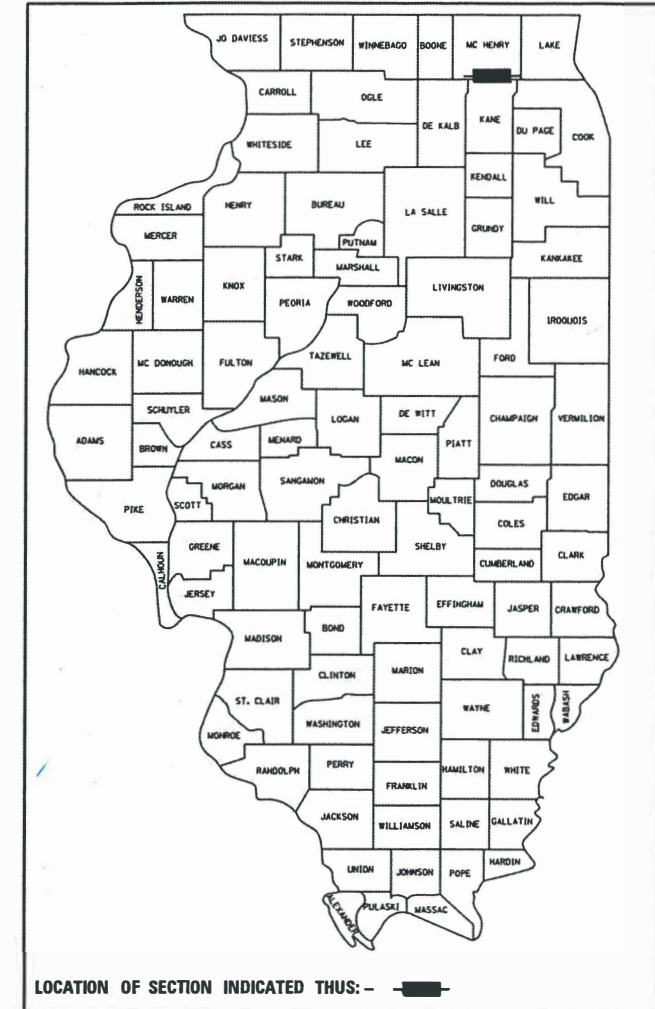 JO DAVIESS STEPHENSON WINNEBAGO BOONE MC HENRY LAKE
CARROLL OGLE DE KALB KANE DU PAGE COOK
WHITESIDE LEE
KENDALL
ROCK ISLAND HENRY BUREAU LA SALLE GRUNDY WILL
MERCER PUTNAM
STARK MARSHALL KANKAKEE
HENDERSON WARREN KNOX PEORIA WOODFORD LIVINGSTON IROQUOIS
HANCOCK MC DONOUGH FULTON TAZEWELL MC LEAN FORD
SCHUYLER MASON LOGAN DE WITT CHAMPAIGN VERMILION
ADAMS BROWN CASS MENARD MACON PIATT
PIKE SCOTT MORGAN SANGAMON CHRISTIAN MOULTRIE DOUGLAS EDGAR
COLES
CALHOUN GREENE MACOUPIN MONTGOMERY SHELBY CUMBERLAND CLARK
JERSEY FAYETTE EFFINGHAM JASPER CRAWFORD
MADISON BOND
CLINTON MARION CLAY RICHLAND LAWRENCE
ST. CLAIR WASHINGTON JEFFERSON WAYNE EDWARDS WABASH
MONROE
RANDOLPH PERRY FRANKLIN HAMILTON WHITE
JACKSON WILLIAMSON SALINE GALLATIN
UNION JOHNSON POPE HARDIN
ALEXANDER PULASKI MASSAC
LOCATION OF SECTION INDICATED THUS: –